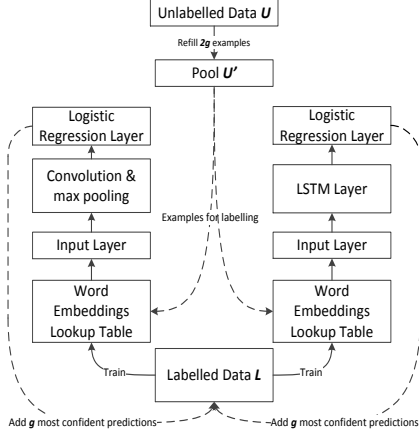 Unlabelled Data U
Refill 2g examples
Pool U'
Logistic
Regression Layer
Logistic
Regression Layer
Convolution &
max pooling
LSTM Layer
Examples for labelling
Input Layer
Input Layer
Word
Embeddings
Lookup Table
Word
Embeddings
Lookup Table
Train
Labelled Data L
Train
Add g most confident predictions
Add g most confident predictions